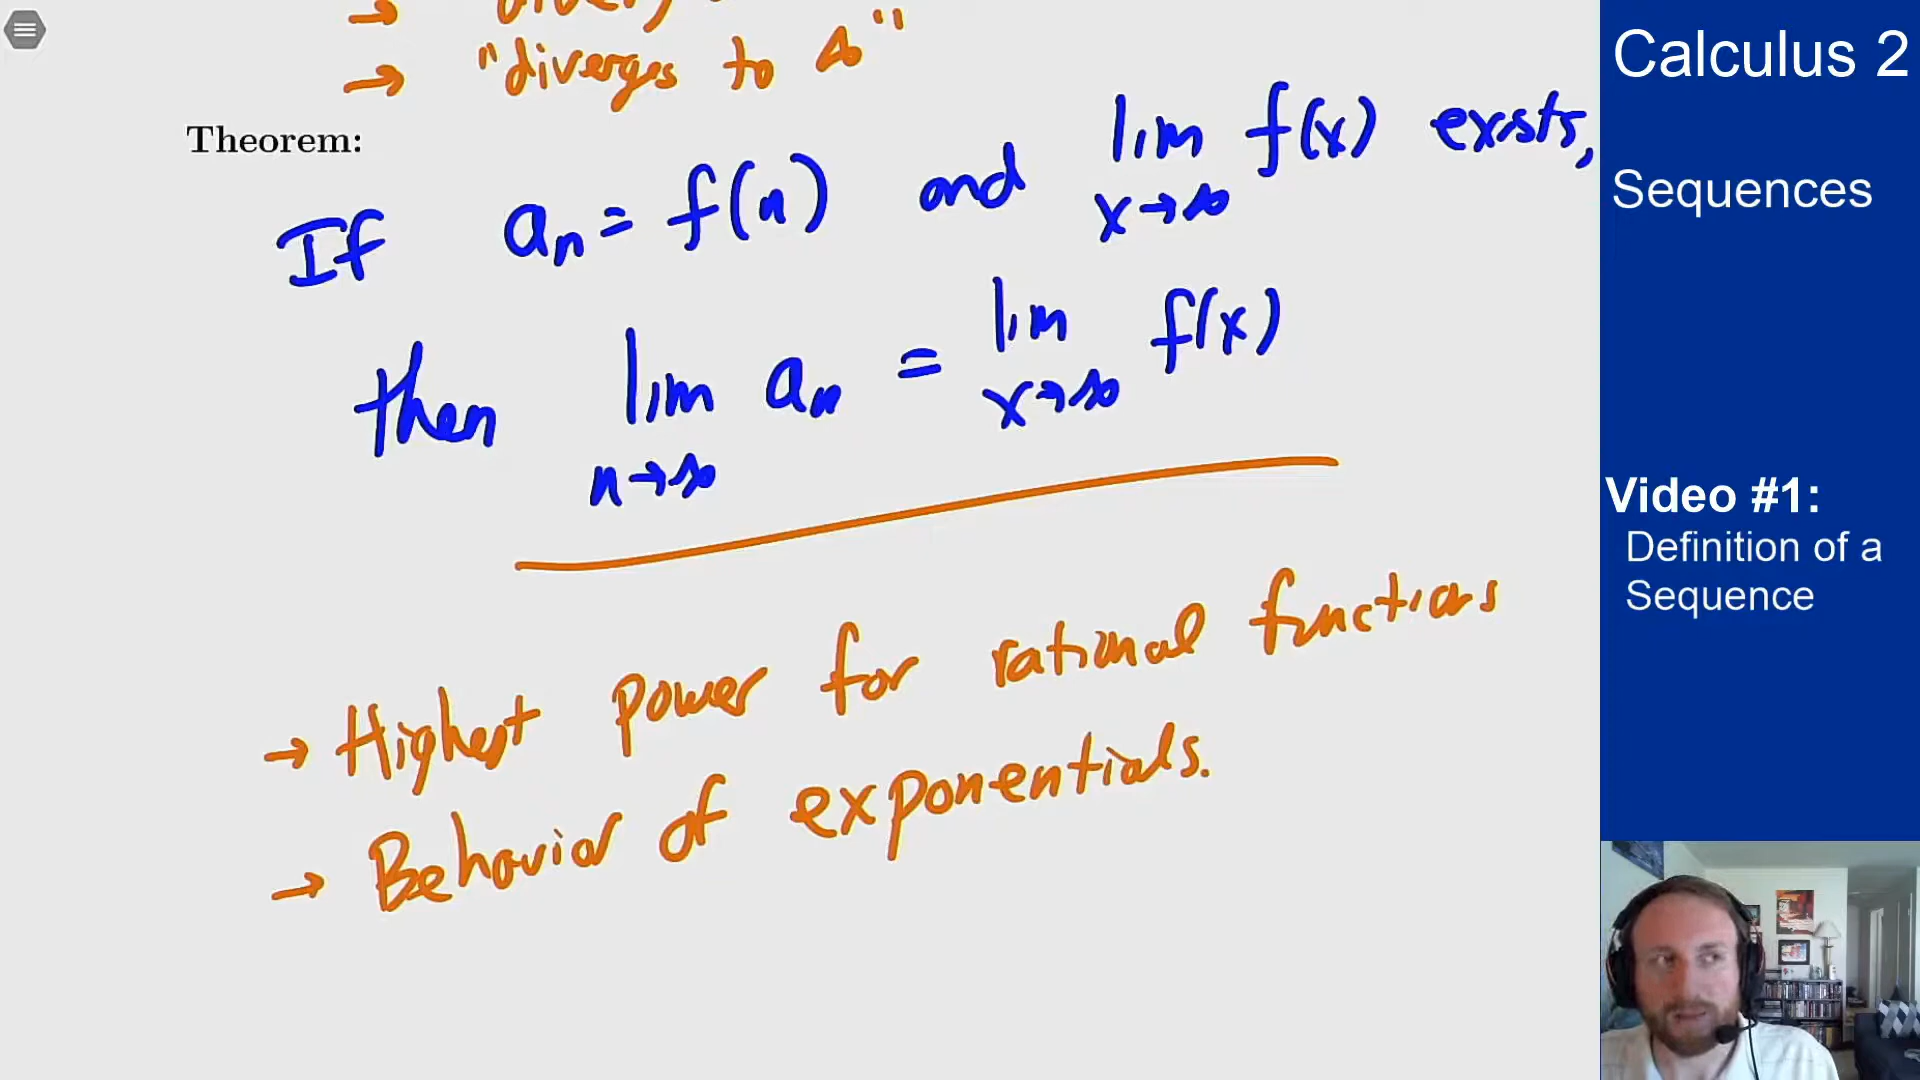 →
→ "diverges to ∞"
Theorem:
If aₙ = f(n) and lim f(x) exists,
x→∞
then lim aₙ = lim f(x)
n→∞ x→∞
→ Highest power for rational functions
→ Behavior of exponentials.
Calculus 2
Sequences
Video #1:
Definition of a
Sequence